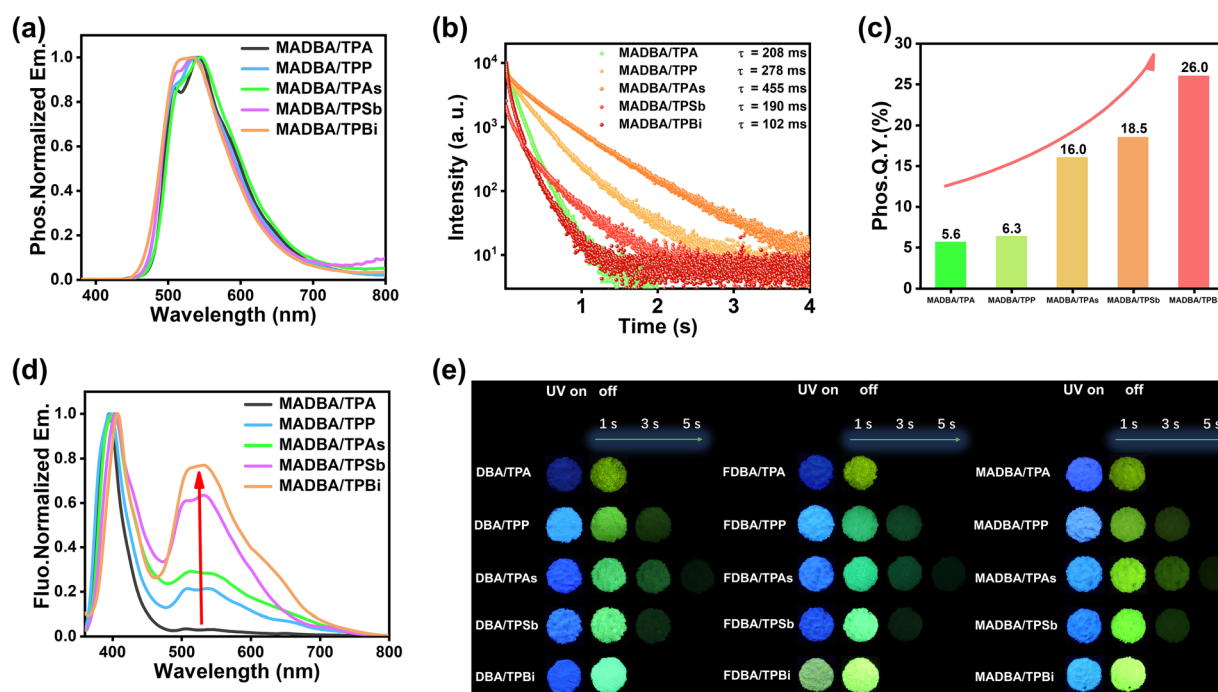 (a)
Phos.Normalized Em.
1.0
0.8
0.6
0.4
0.2
0.0
MADBA/TPA
MADBA/TPP
MADBA/TPAs
MADBA/TPSb
MADBA/TPBi
400 500 600 700 800
Wavelength (nm)
(b)
Intensity (a. u.)
10⁴
10³
10²
10¹
MADBA/TPA τ = 208 ms
MADBA/TPP τ = 278 ms
MADBA/TPAs τ = 455 ms
MADBA/TPSb τ = 190 ms
MADBA/TPBi τ = 102 ms
1 2 3 4
Time (s)
(c)
Phos.Q.Y.(%)
30
25
20
15
10
5
0
5.6
6.3
16.0
18.5
26.0
MADBA/TPA MADBA/TPP MADBA/TPAs MADBA/TPSb MADBA/TPB
(d)
Fluo.Normalized Em.
1.0
0.8
0.6
0.4
0.2
0.0
MADBA/TPA
MADBA/TPP
MADBA/TPAs
MADBA/TPSb
MADBA/TPBi
400 500 600 700 800
Wavelength (nm)
(e)
UV on off
1 s 3 s 5 s
DBA/TPA
DBA/TPP
DBA/TPAs
DBA/TPSb
DBA/TPBi
UV on off
1 s 3 s 5 s
FDBA/TPA
FDBA/TPP
FDBA/TPAs
FDBA/TPSb
FDBA/TPBi
UV on off
1 s 3 s 5 s
MADBA/TPA
MADBA/TPP
MADBA/TPAs
MADBA/TPSb
MADBA/TPBi